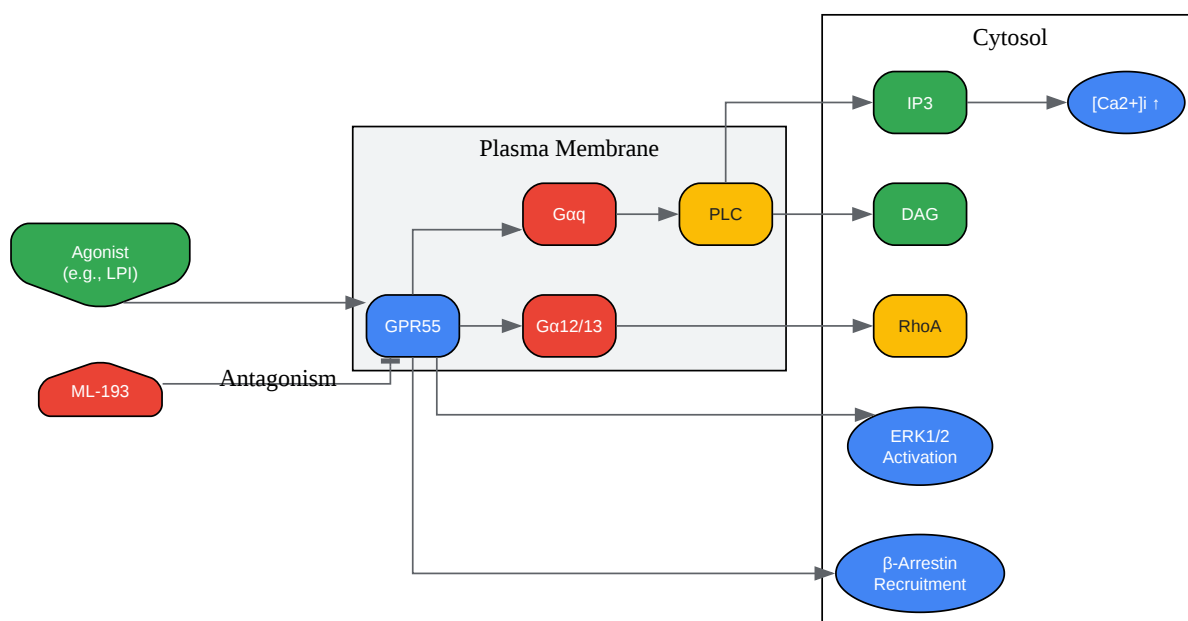 Cytosol
IP3
[Ca2+]i ↑
Plasma Membrane
Gαq
PLC
DAG
Agonist
(e.g., LPI)
GPR55
Gα12/13
RhoA
ML-193
Antagonism
ERK1/2
Activation
β-Arrestin
Recruitment